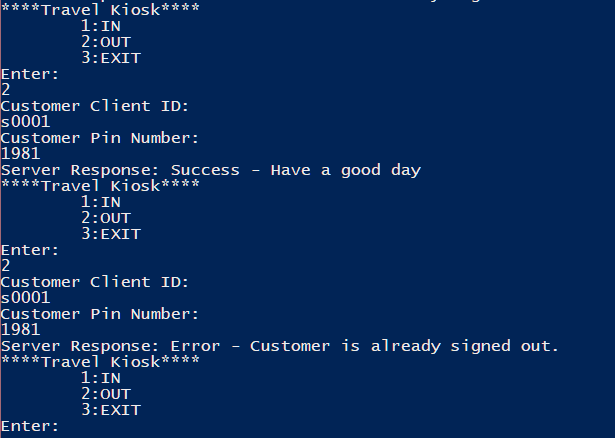 ****Travel Kiosk****
1:IN
2:OUT
3:EXIT
Enter:
2
Customer Client ID:
s0001
Customer Pin Number:
1981
Server Response: Success - Have a good day
****Travel Kiosk****
1:IN
2:OUT
3:EXIT
Enter:
2
Customer Client ID:
s0001
Customer Pin Number:
1981
Server Response: Error - Customer is already signed out.
****Travel Kiosk****
1:IN
2:OUT
3:EXIT
Enter: